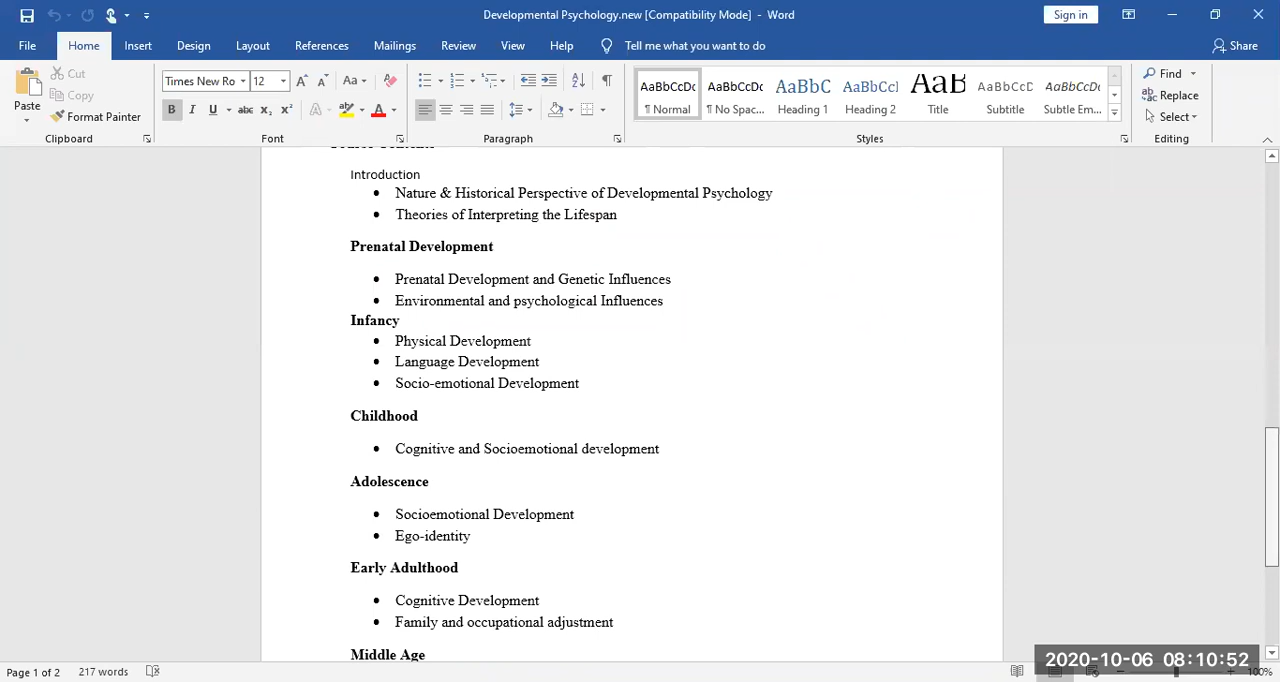 Developmental Psychology.new [Compatibility Mode] - Word
Sign in
File Home Insert Design Layout References Mailings Review View Help Tell me what you want to do Share
Paste
Cut
Copy
Format Painter
Clipboard
Times New Ro 12
Font
Paragraph
AaBbCcDc AaBbCcDc AaBbC AaBbCcI AaB AaBbCcD AaBbCcDc
¶ Normal ¶ No Spac... Heading 1 Heading 2 Title Subtitle Subtle Em...
Styles
Find
Replace
Select
Editing
Introduction
• Nature & Historical Perspective of Developmental Psychology
• Theories of Interpreting the Lifespan
Prenatal Development
• Prenatal Development and Genetic Influences
• Environmental and psychological Influences
Infancy
• Physical Development
• Language Development
• Socio-emotional Development
Childhood
• Cognitive and Socioemotional development
Adolescence
• Socioemotional Development
• Ego-identity
Early Adulthood
• Cognitive Development
• Family and occupational adjustment
Middle Age
Page 1 of 2 217 words
2020-10-06 08:10:52
100%